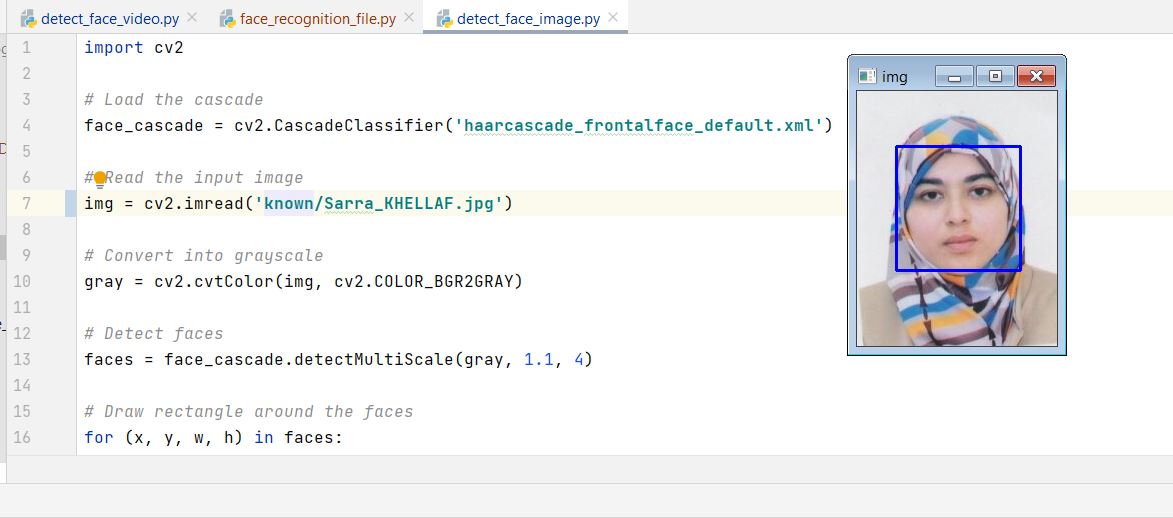 detect_face_video.py face_recognition_file.py detect_face_image.py
1 import cv2
2
3 # Load the cascade
4 face_cascade = cv2.CascadeClassifier('haarcascade_frontalface_default.xml')
5
6 # Read the input image
7 img = cv2.imread('known/Sarra_KHELLAF.jpg')
8
9 # Convert into grayscale
10 gray = cv2.cvtColor(img, cv2.COLOR_BGR2GRAY)
11
12 # Detect faces
13 faces = face_cascade.detectMultiScale(gray, 1.1, 4)
14
15 # Draw rectangle around the faces
16 for (x, y, w, h) in faces:
img